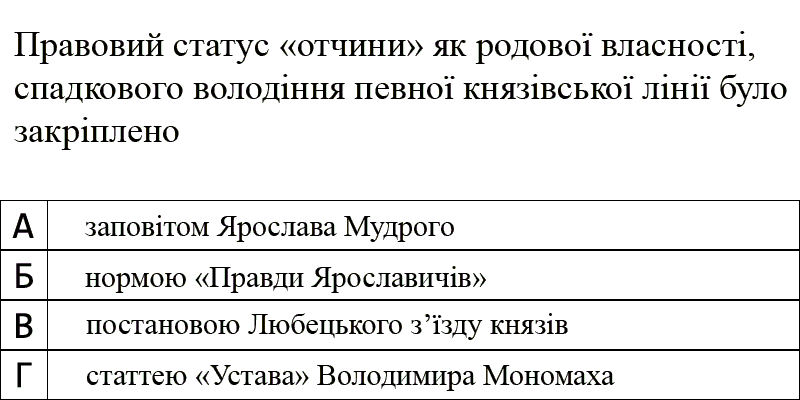 Правовий статус «отчини» як родової власності,
спадкового володіння певної князівської лінії було
закріплено
А заповітом Ярослава Мудрого
Б нормою «Правди Ярославичів»
В постановою Любецького з’їзду князів
Г статтею «Устава» Володимира Мономаха